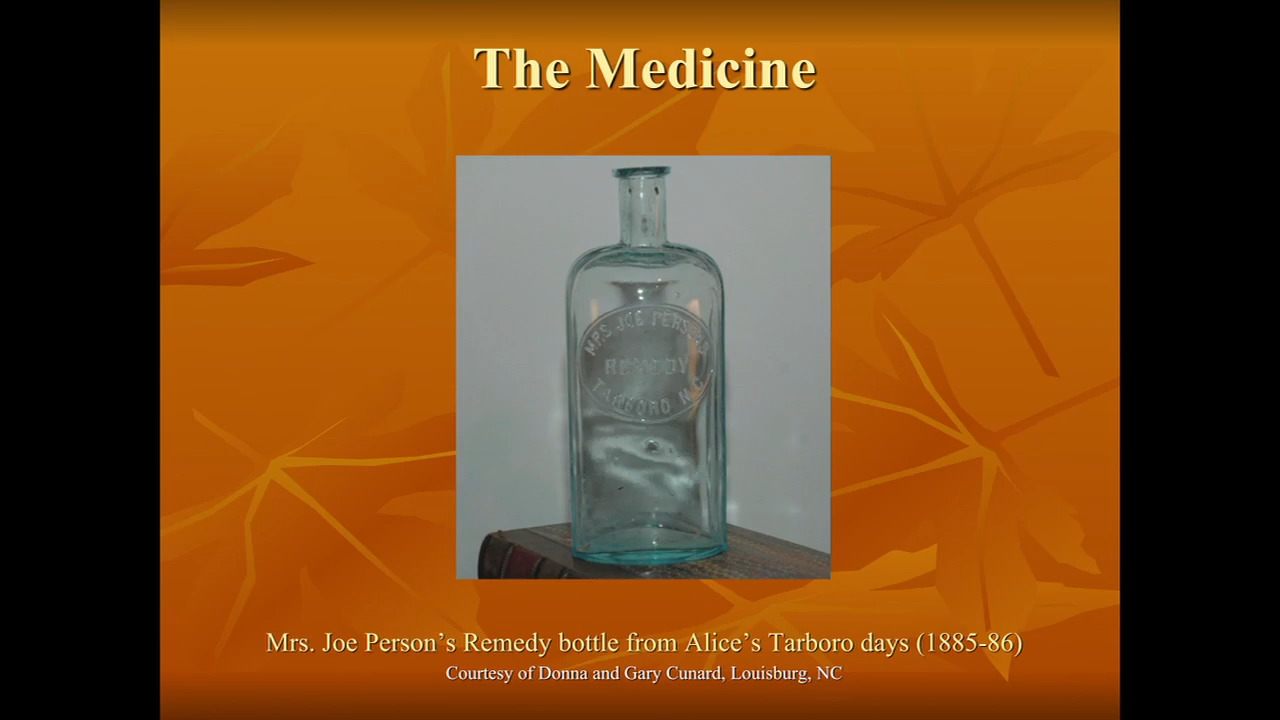 The Medicine
MRS. JOE PERSON'S
REMEDY
TARBORO N.C.
Mrs. Joe Person’s Remedy bottle from Alice’s Tarboro days (1885-86)
Courtesy of Donna and Gary Cunard, Louisburg, NC